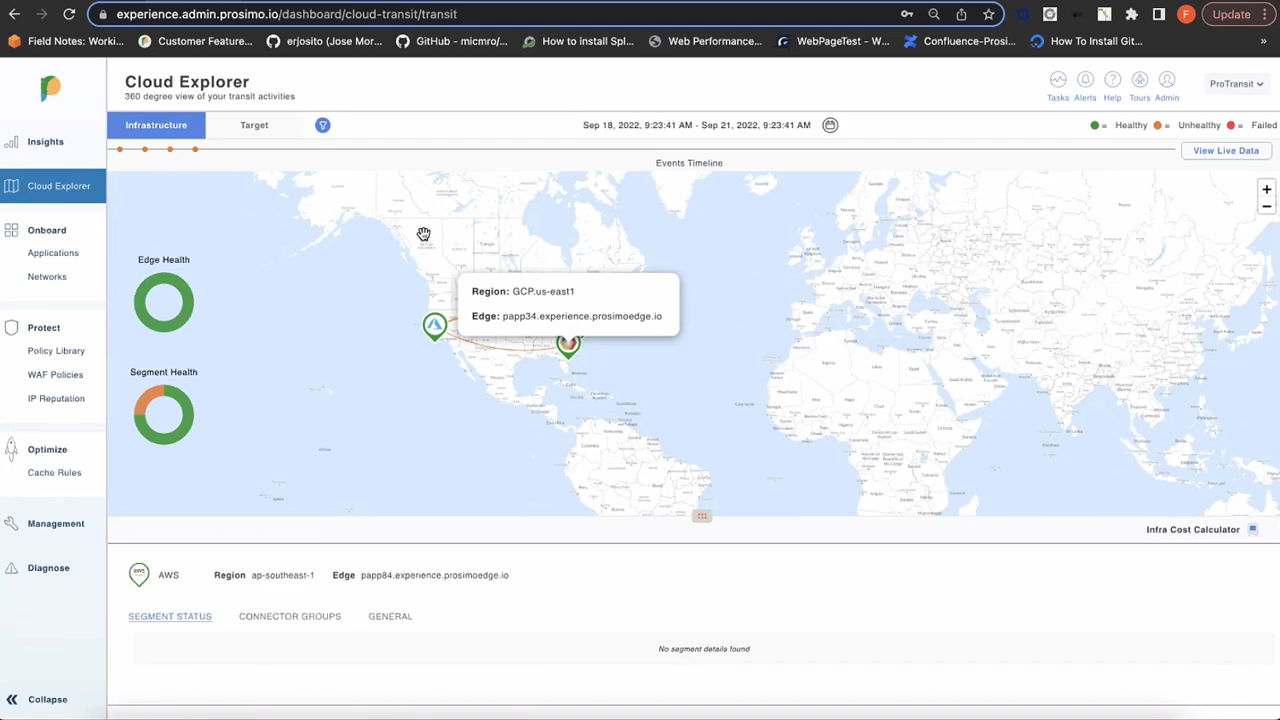 experience.admin.prosimo.io/dashboard/cloud-transit/transit
Update
Field Notes: Worki...
Customer Feature...
erjosito (Jose Mor...
GitHub - micmro/...
How to install Spl...
Web Performance...
WebPageTest - W...
Confluence-Prosi...
How To Install Git...
»
Cloud Explorer
360 degree view of your transit activities
Tasks
Alerts
Help
Tours
Admin
ProTransit
Insights
Cloud Explorer
Onboard
Applications
Networks
Protect
Policy Library
WAF Policies
IP Reputation
Optimize
Cache Rules
Management
Diagnose
Collapse
Infrastructure
Target
Sep 18, 2022, 9:23:41 AM - Sep 21, 2022, 9:23:41 AM
= Healthy
= Unhealthy
= Failed
View Live Data
Events Timeline
+
−
Edge Health
Segment Health
Region: GCP.us-east1
Edge: papp34.experience.prosimoedge.io
Infra Cost Calculator
aws
AWS
Region ap-southeast-1
Edge papp84.experience.prosimoedge.io
SEGMENT STATUS
CONNECTOR GROUPS
GENERAL
No segment details found